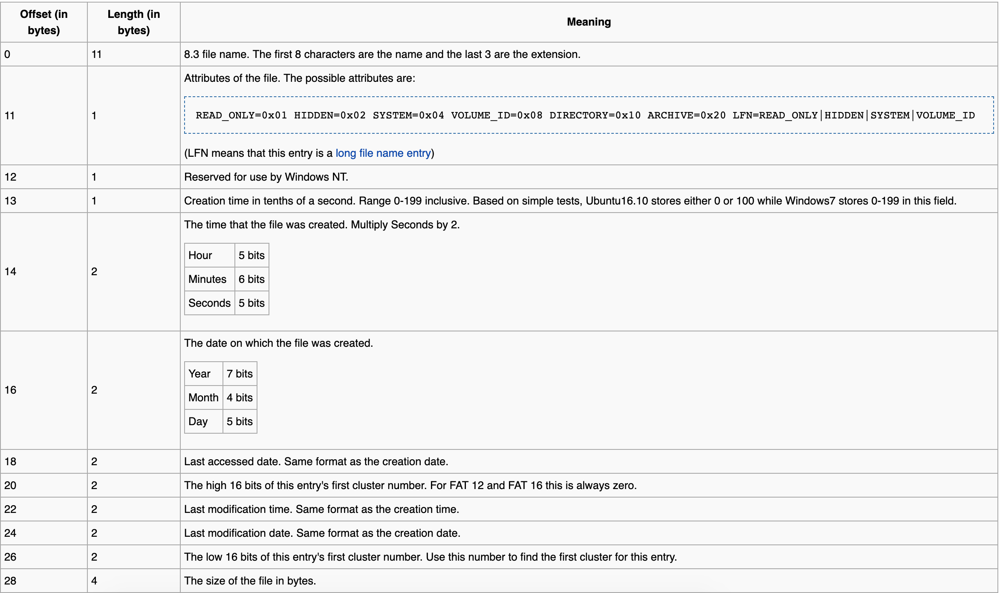 Offset (in bytes) Length (in bytes) Meaning
0 11 8.3 file name. The first 8 characters are the name and the last 3 are the extension.
11 1 Attributes of the file. The possible attributes are:
READ_ONLY=0x01 HIDDEN=0x02 SYSTEM=0x04 VOLUME_ID=0x08 DIRECTORY=0x10 ARCHIVE=0x20 LFN=READ_ONLY|HIDDEN|SYSTEM|VOLUME_ID
(LFN means that this entry is a long file name entry)
12 1 Reserved for use by Windows NT.
13 1 Creation time in tenths of a second. Range 0-199 inclusive. Based on simple tests, Ubuntu16.10 stores either 0 or 100 while Windows7 stores 0-199 in this field.
14 2 The time that the file was created. Multiply Seconds by 2.
Hour 5 bits
Minutes 6 bits
Seconds 5 bits
16 2 The date on which the file was created.
Year 7 bits
Month 4 bits
Day 5 bits
18 2 Last accessed date. Same format as the creation date.
20 2 The high 16 bits of this entry's first cluster number. For FAT 12 and FAT 16 this is always zero.
22 2 Last modification time. Same format as the creation time.
24 2 Last modification date. Same format as the creation date.
26 2 The low 16 bits of this entry's first cluster number. Use this number to find the first cluster for this entry.
28 4 The size of the file in bytes.